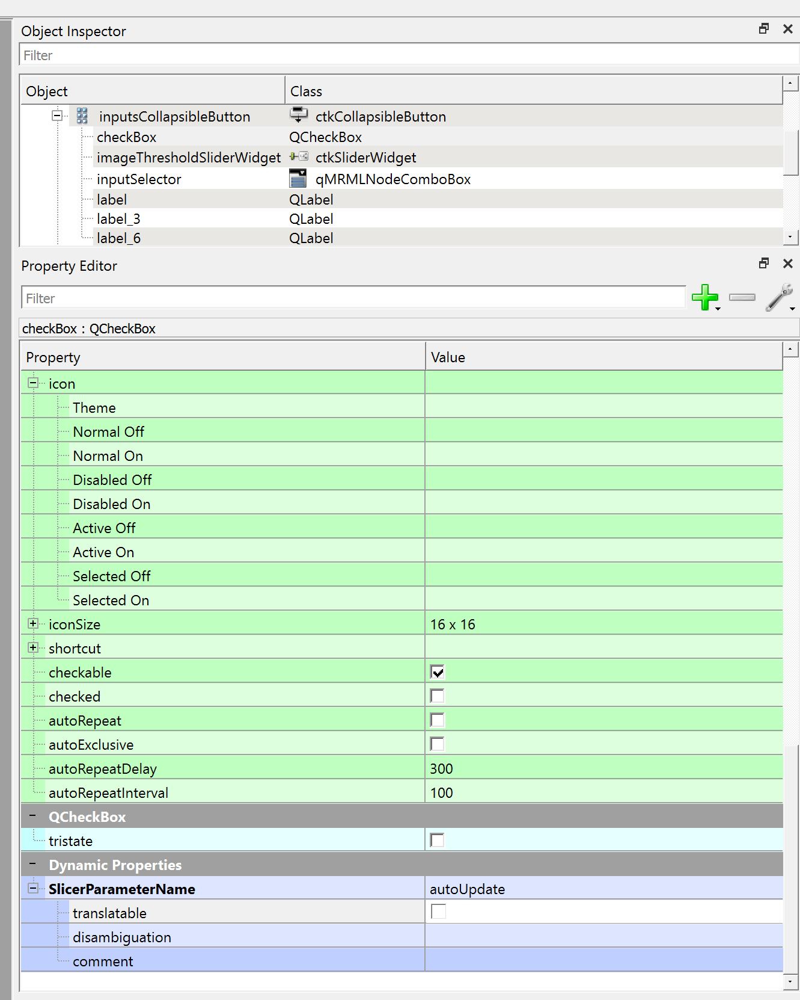 Object Inspector
Filter
Object Class
inputsCollapsibleButton ctkCollapsibleButton
checkBox QCheckBox
imageThresholdSliderWidget ctkSliderWidget
inputSelector qMRMLNodeComboBox
label QLabel
label_3 QLabel
label_6 QLabel
Property Editor
Filter
checkBox : QCheckBox
Property Value
icon
Theme
Normal Off
Normal On
Disabled Off
Disabled On
Active Off
Active On
Selected Off
Selected On
iconSize 16 x 16
shortcut
checkable
checked
autoRepeat
autoExclusive
autoRepeatDelay 300
autoRepeatInterval 100
QCheckBox
tristate
Dynamic Properties
SlicerParameterName autoUpdate
translatable
disambiguation
comment